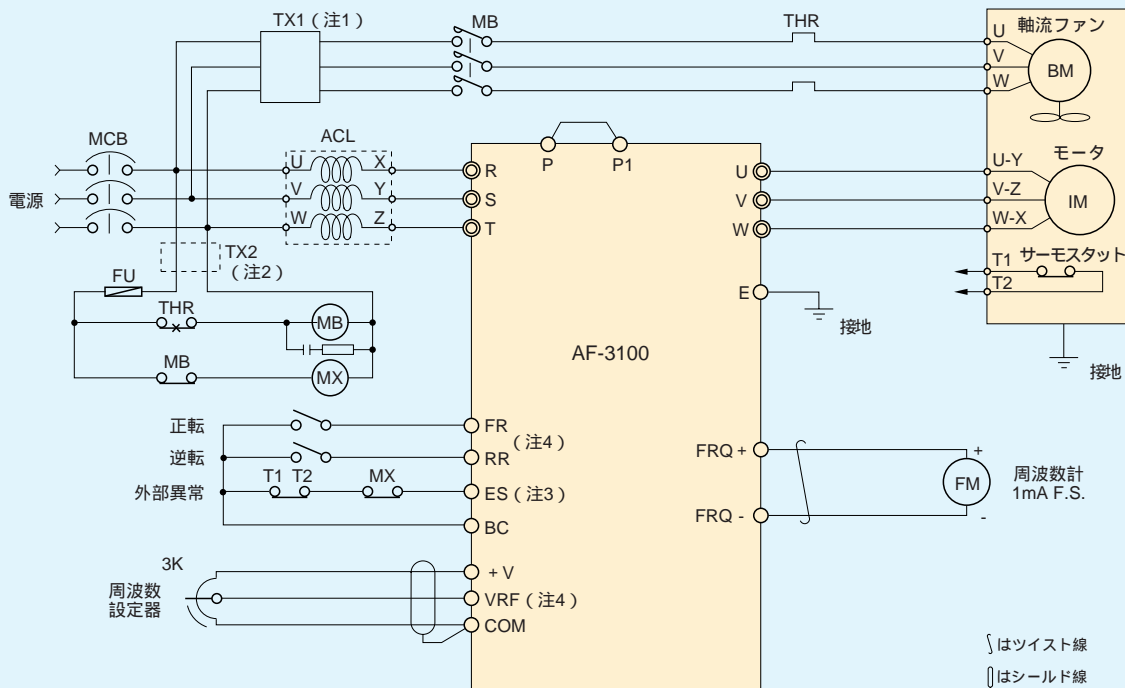 TX1（注1）
MB
THR
U
軸流ファン
V
BM
W
MCB
ACL
P
P1
U
X
R
V
Y
S
W
Z
T
電源
TX2
（注2）
U
V
W
モータ
U-Y
V-Z
IM
W-X
サーモスタット
T1
T2
FU
THR
MB
MB
MX
E
接地
接地
AF-3100
正転
FR
（注4）
逆転
RR
外部異常
T1
T2
MX
ES（注3）
BC
FRQ +
FRQ -
+
FM
-
周波数計
1mA F.S.
3K
周波数
設定器
+ V
VRF（注4）
COM
はツイスト線
はシールド線